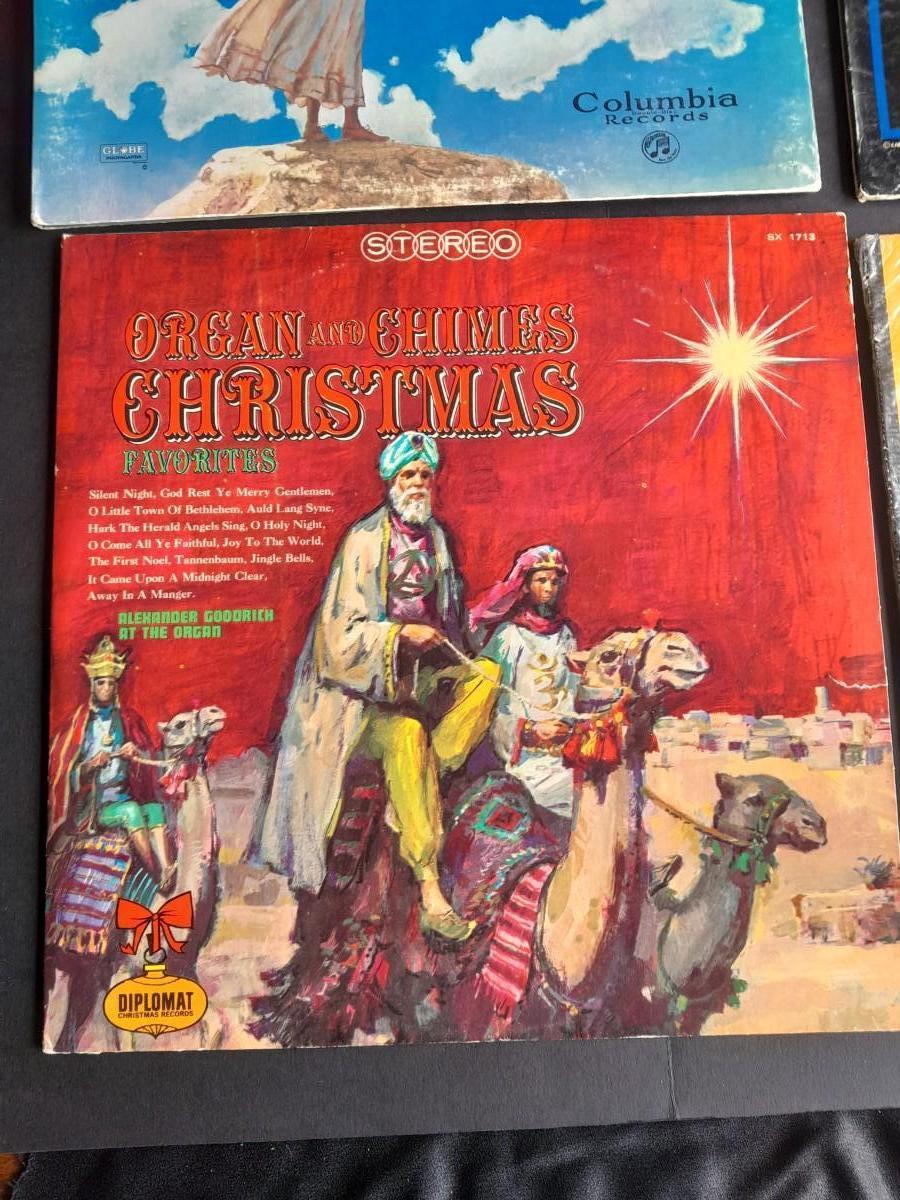 Columbia
Records
GLOBE
PROPAGANDA
STEREO
SX 1713
ORGAN AND CHIMES
CHRISTMAS
FAVORITES
Silent Night, God Rest Ye Merry Gentlemen,
O Little Town Of Bethlehem, Auld Lang Syne,
Hark The Herald Angels Sing, O Holy Night,
O Come All Ye Faithful, Joy To The World,
The First Noel, Tannenbaum, Jingle Bells,
It Came Upon A Midnight Clear,
Away In A Manger.
ALEXANDER GOODRICH
AT THE ORGAN
DIPLOMAT
CHRISTMAS RECORDS